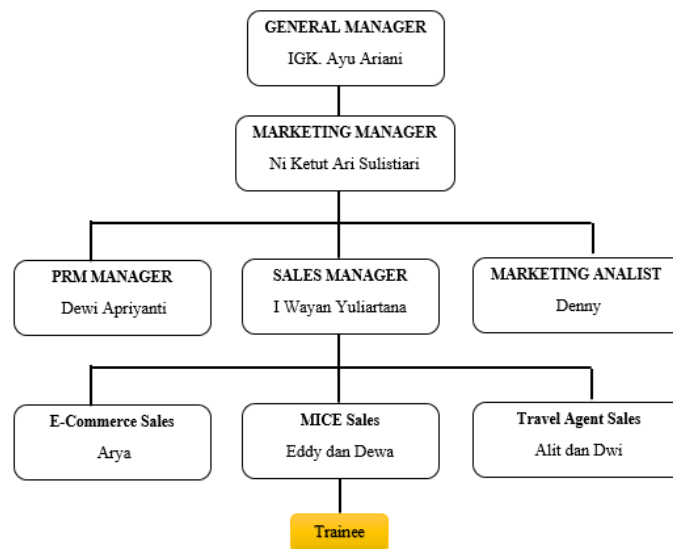 GENERAL MANAGER
IGK. Ayu Ariani
MARKETING MANAGER
Ni Ketut Ari Sulistiari
PRM MANAGER
Dewi Apriyanti
SALES MANAGER
I Wayan Yuliartana
MARKETING ANALIST
Denny
E-Commerce Sales
Arya
MICE Sales
Eddy dan Dewa
Travel Agent Sales
Alit dan Dwi
Trainee